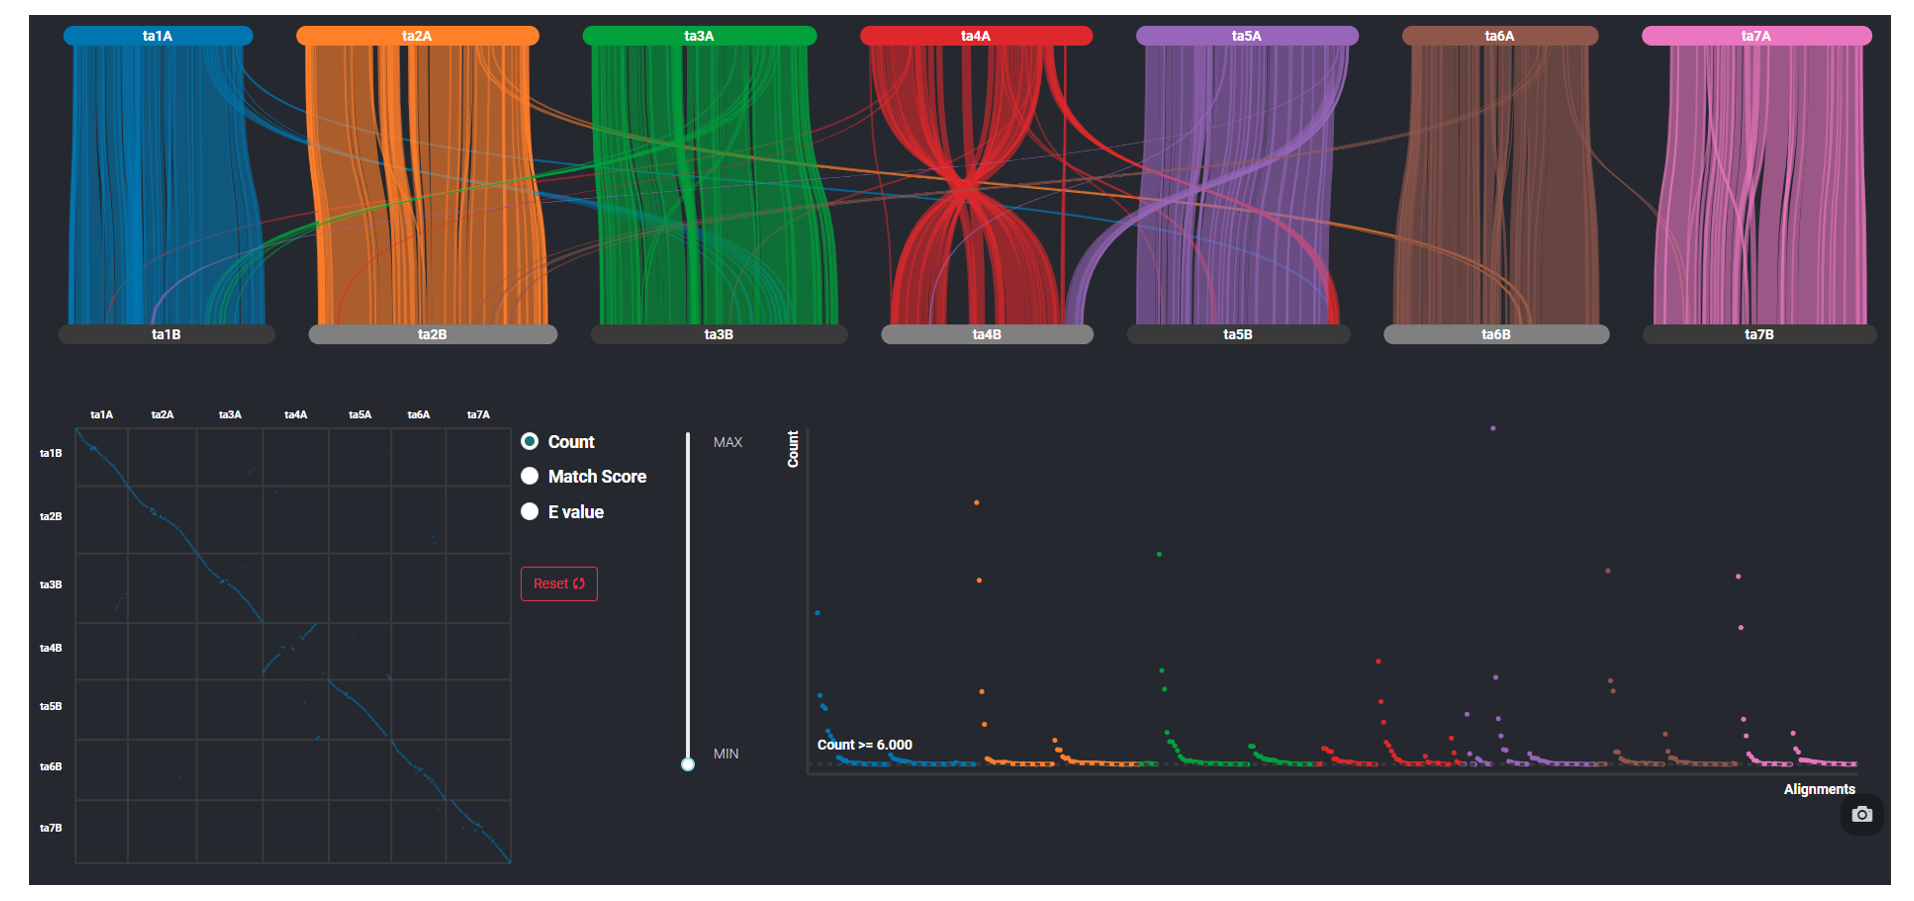 ta1A ta2A ta3A ta4A ta5A ta6A ta7A
ta1B ta2B ta3B ta4B ta5B ta6B ta7B
ta1A ta2A ta3A ta4A ta5A ta6A ta7A
ta1B
ta2B
ta3B
ta4B
ta5B
ta6B
ta7B
Count
Match Score
E value
Reset
MAX
MIN
Count
Count >= 6.000
Alignments